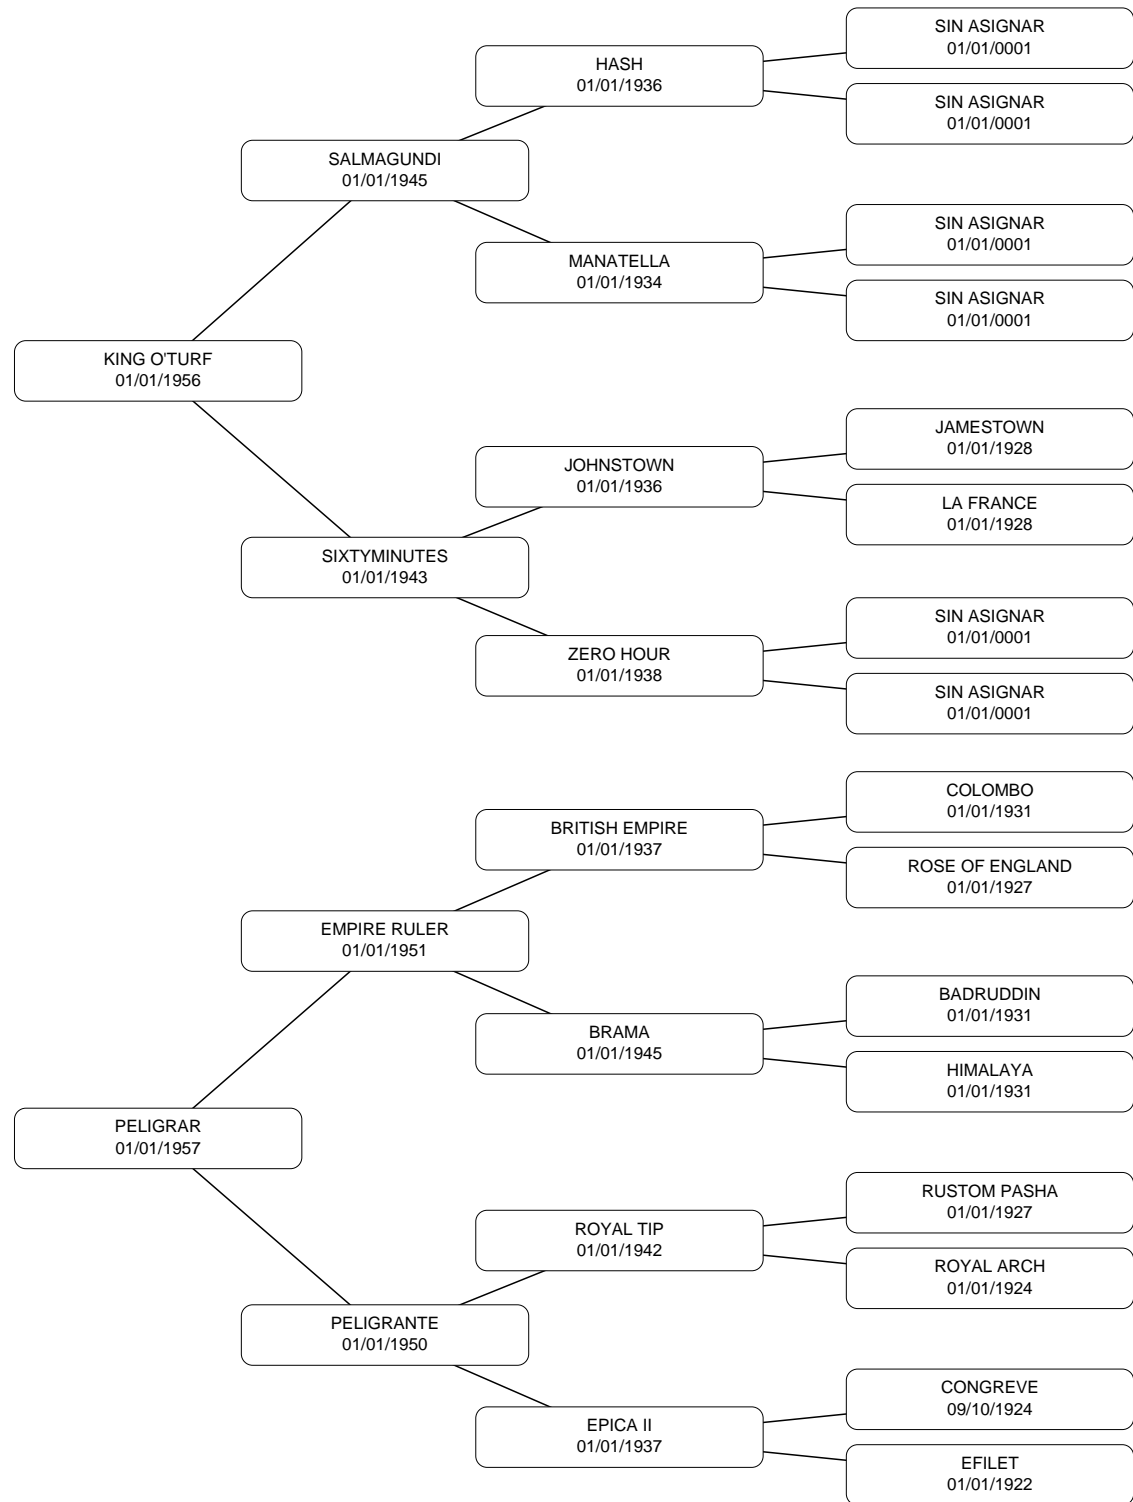 SIN ASIGNAR
01/01/0001
HASH
01/01/1936
SIN ASIGNAR
01/01/0001
SALMAGUNDI
01/01/1945
SIN ASIGNAR
01/01/0001
MANATELLA
01/01/1934
SIN ASIGNAR
01/01/0001
KING O'TURF
01/01/1956
JAMESTOWN
01/01/1928
JOHNSTOWN
01/01/1936
LA FRANCE
01/01/1928
SIXTYMINUTES
01/01/1943
SIN ASIGNAR
01/01/0001
ZERO HOUR
01/01/1938
SIN ASIGNAR
01/01/0001
COLOMBO
01/01/1931
BRITISH EMPIRE
01/01/1937
ROSE OF ENGLAND
01/01/1927
EMPIRE RULER
01/01/1951
BADRUDDIN
01/01/1931
BRAMA
01/01/1945
HIMALAYA
01/01/1931
PELIGRAR
01/01/1957
RUSTOM PASHA
01/01/1927
ROYAL TIP
01/01/1942
ROYAL ARCH
01/01/1924
PELIGRANTE
01/01/1950
CONGREVE
09/10/1924
EPICA II
01/01/1937
EFILET
01/01/1922